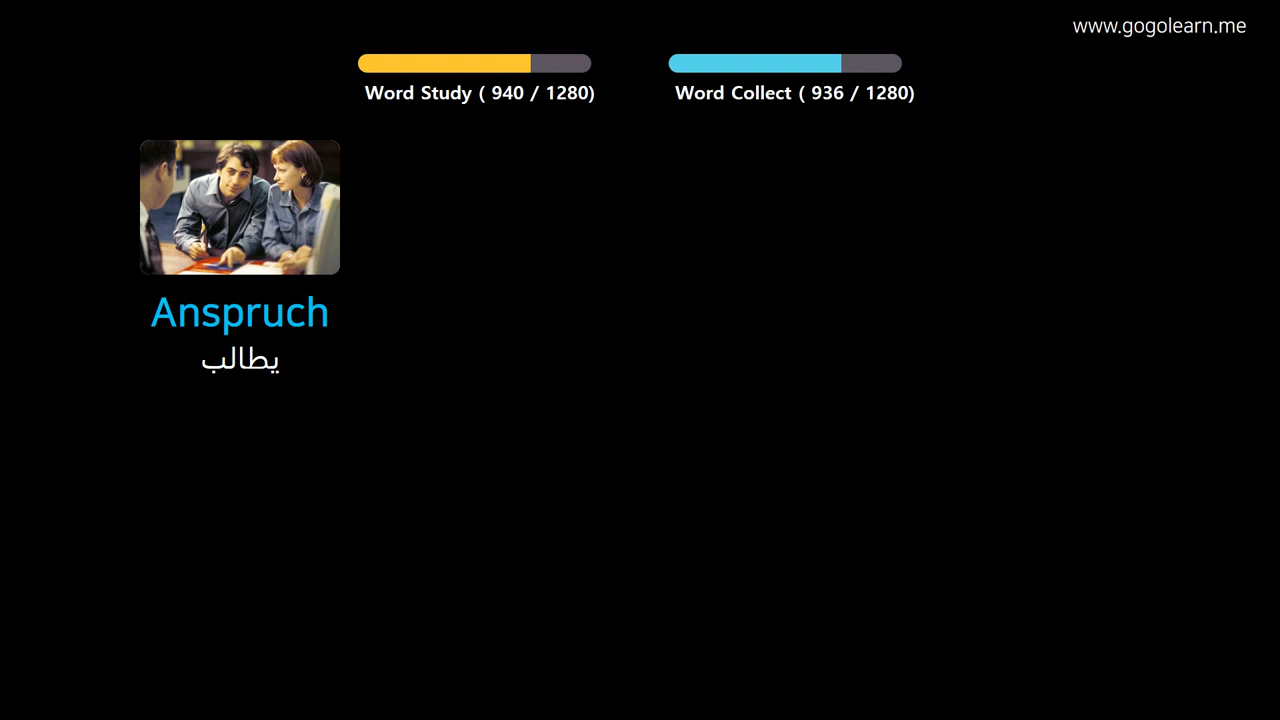 www.gogolearn.me
Word Study ( 940 / 1280)
Word Collect ( 936 / 1280)
Anspruch
يطالب